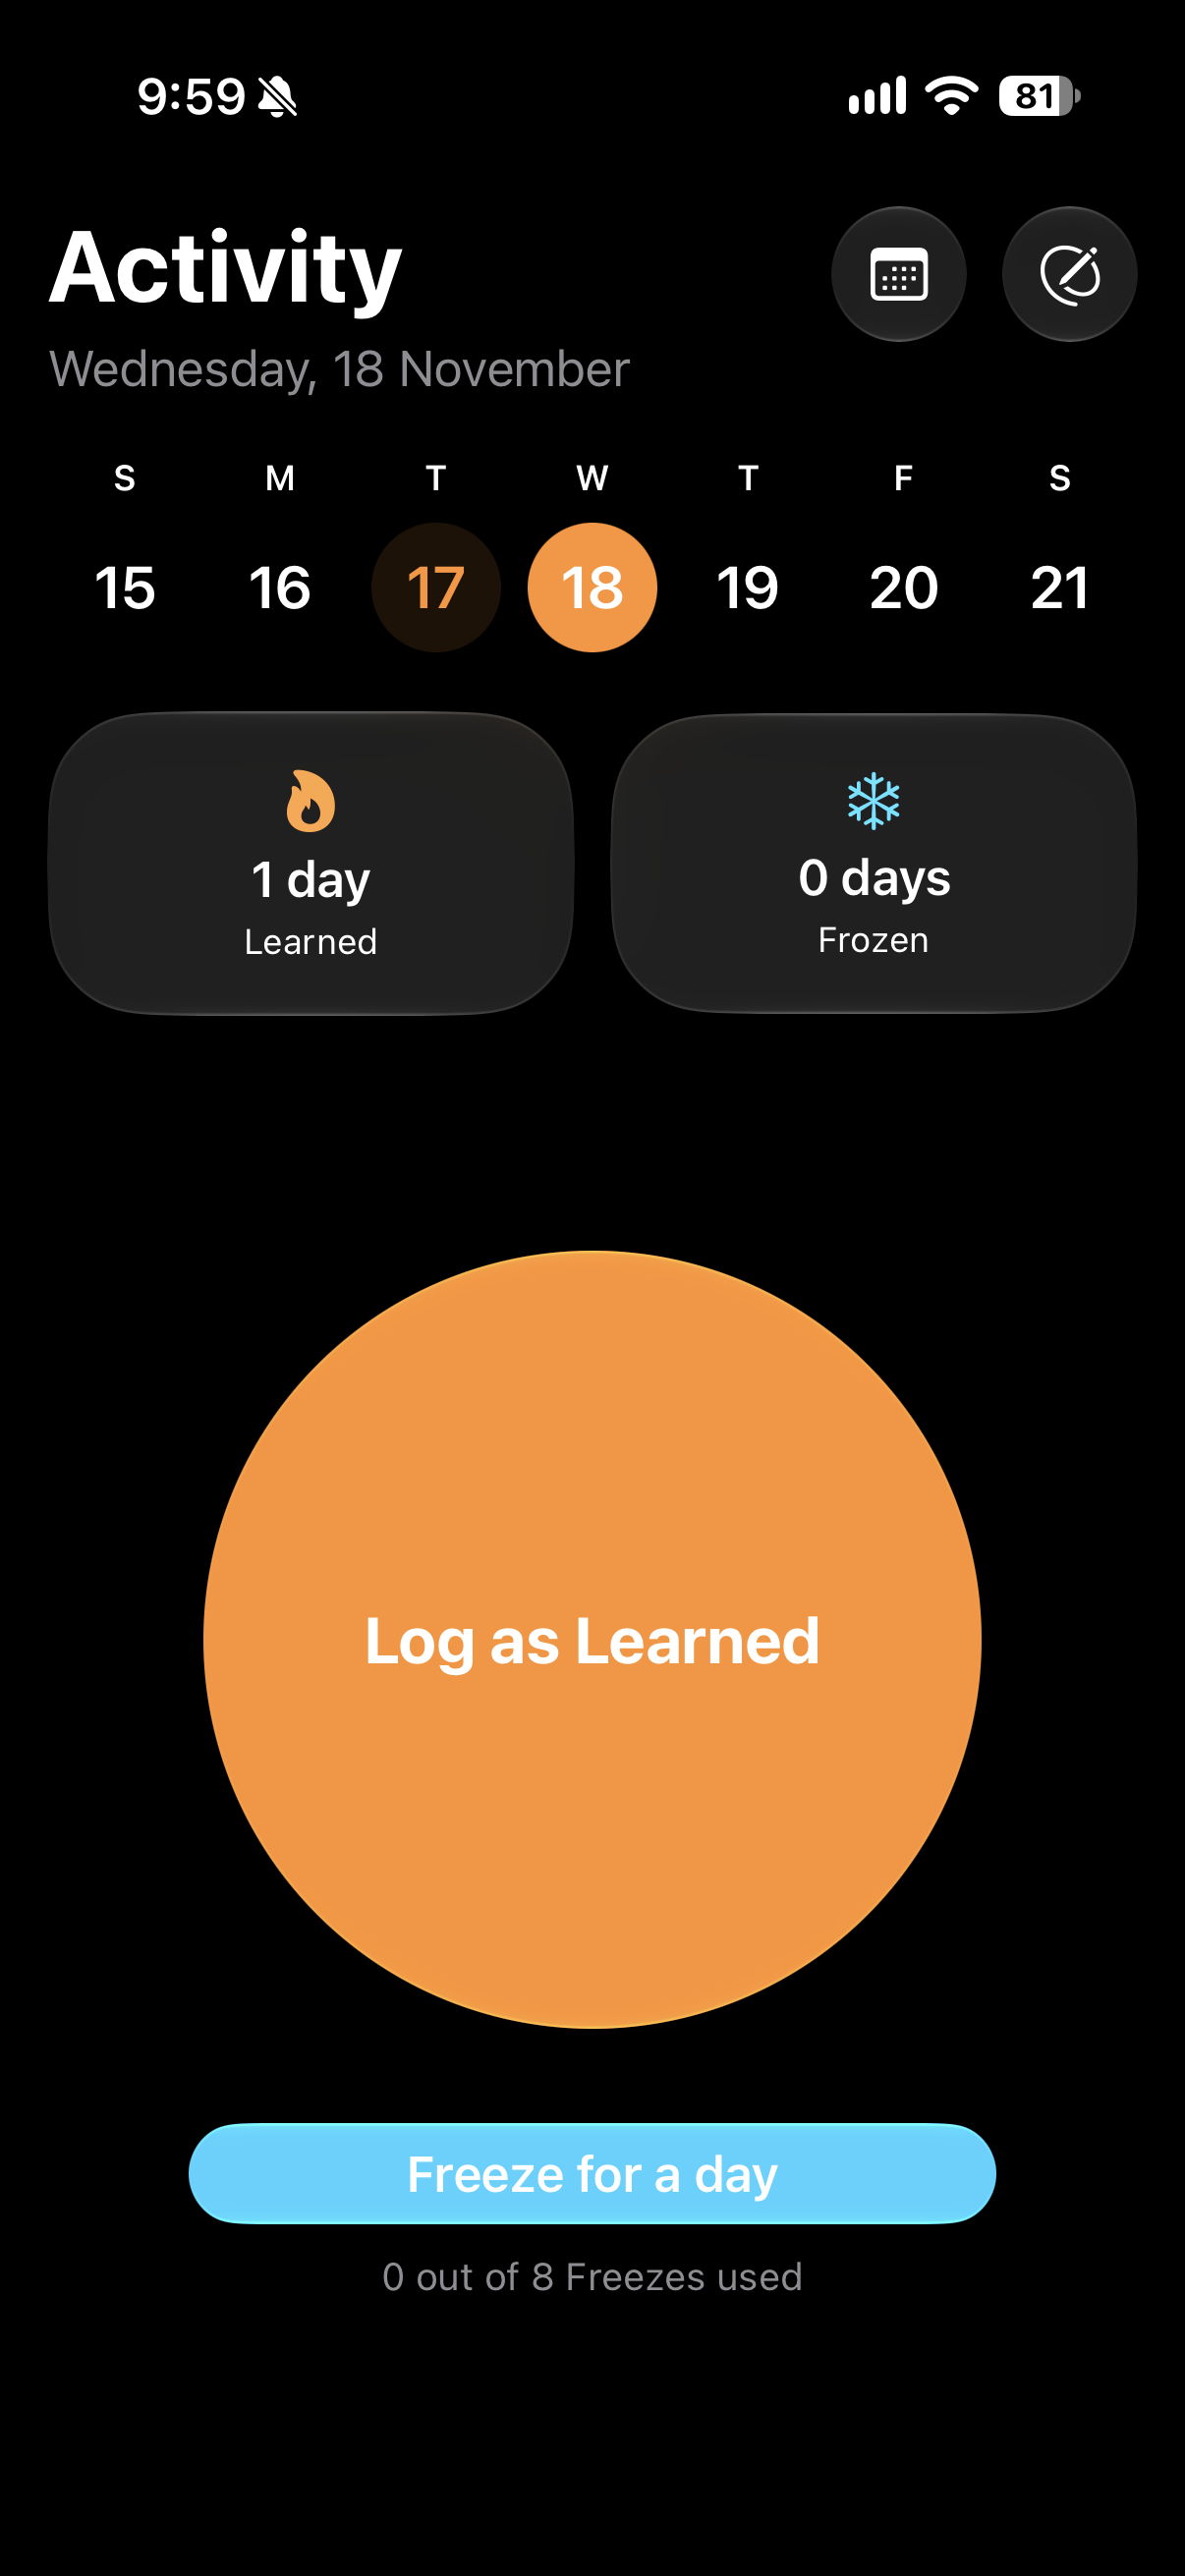 9:59
81
Activity
Wednesday, 18 November
S M T W T F S
15 16 17 18 19 20 21
1 day
Learned
0 days
Frozen
Log as Learned
Freeze for a day
0 out of 8 Freezes used